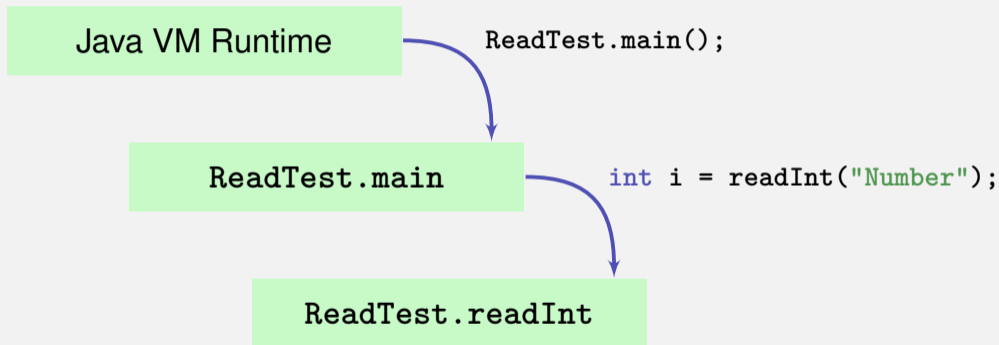 Java VM Runtime
ReadTest.main();
ReadTest.main
int i = readInt("Number");
ReadTest.readInt